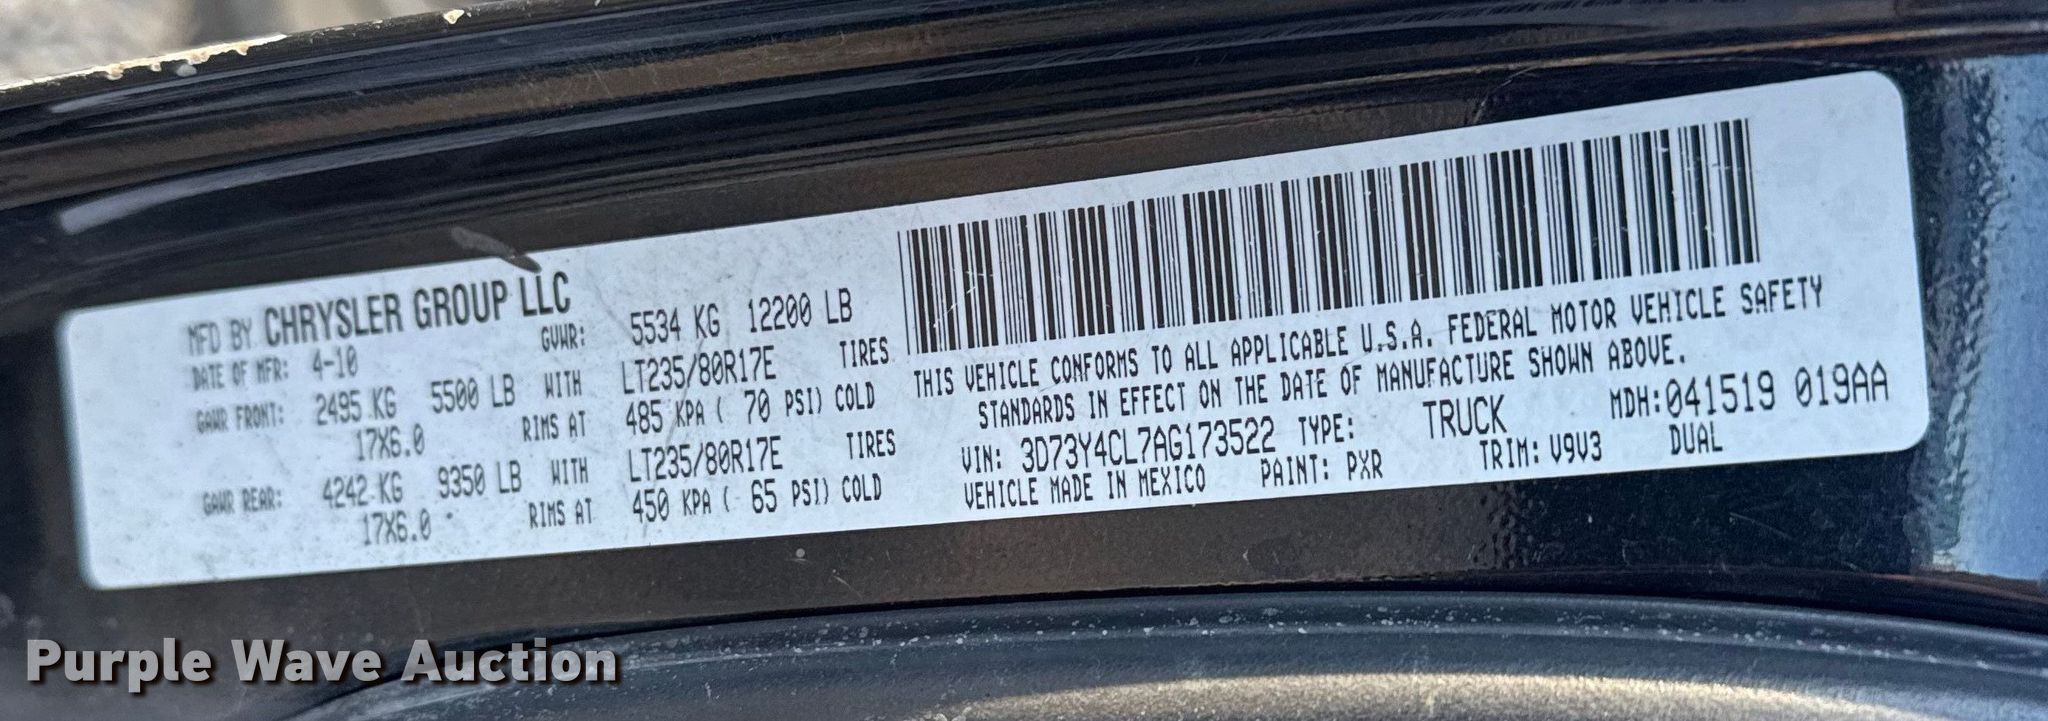 MFD BY CHRYSLER GROUP LLC
DATE OF MFR: 4-10 GVWR: 5534 KG 12200 LB
GAWR FRONT: 2495 KG 5500 LB WITH LT235/80R17E TIRES
17X6.0 RIMS AT 485 KPA ( 70 PSI) COLD
GAWR REAR: 4242 KG 9350 LB WITH LT235/80R17E TIRES
17X6.0 RIMS AT 450 KPA ( 65 PSI) COLD
THIS VEHICLE CONFORMS TO ALL APPLICABLE U.S.A. FEDERAL MOTOR VEHICLE SAFETY
STANDARDS IN EFFECT ON THE DATE OF MANUFACTURE SHOWN ABOVE.
VIN: 3D73Y4CL7AG173522 TYPE: TRUCK MDH:041519 019AA
VEHICLE MADE IN MEXICO PAINT: PXR TRIM: V9V3 DUAL
Purple Wave Auction